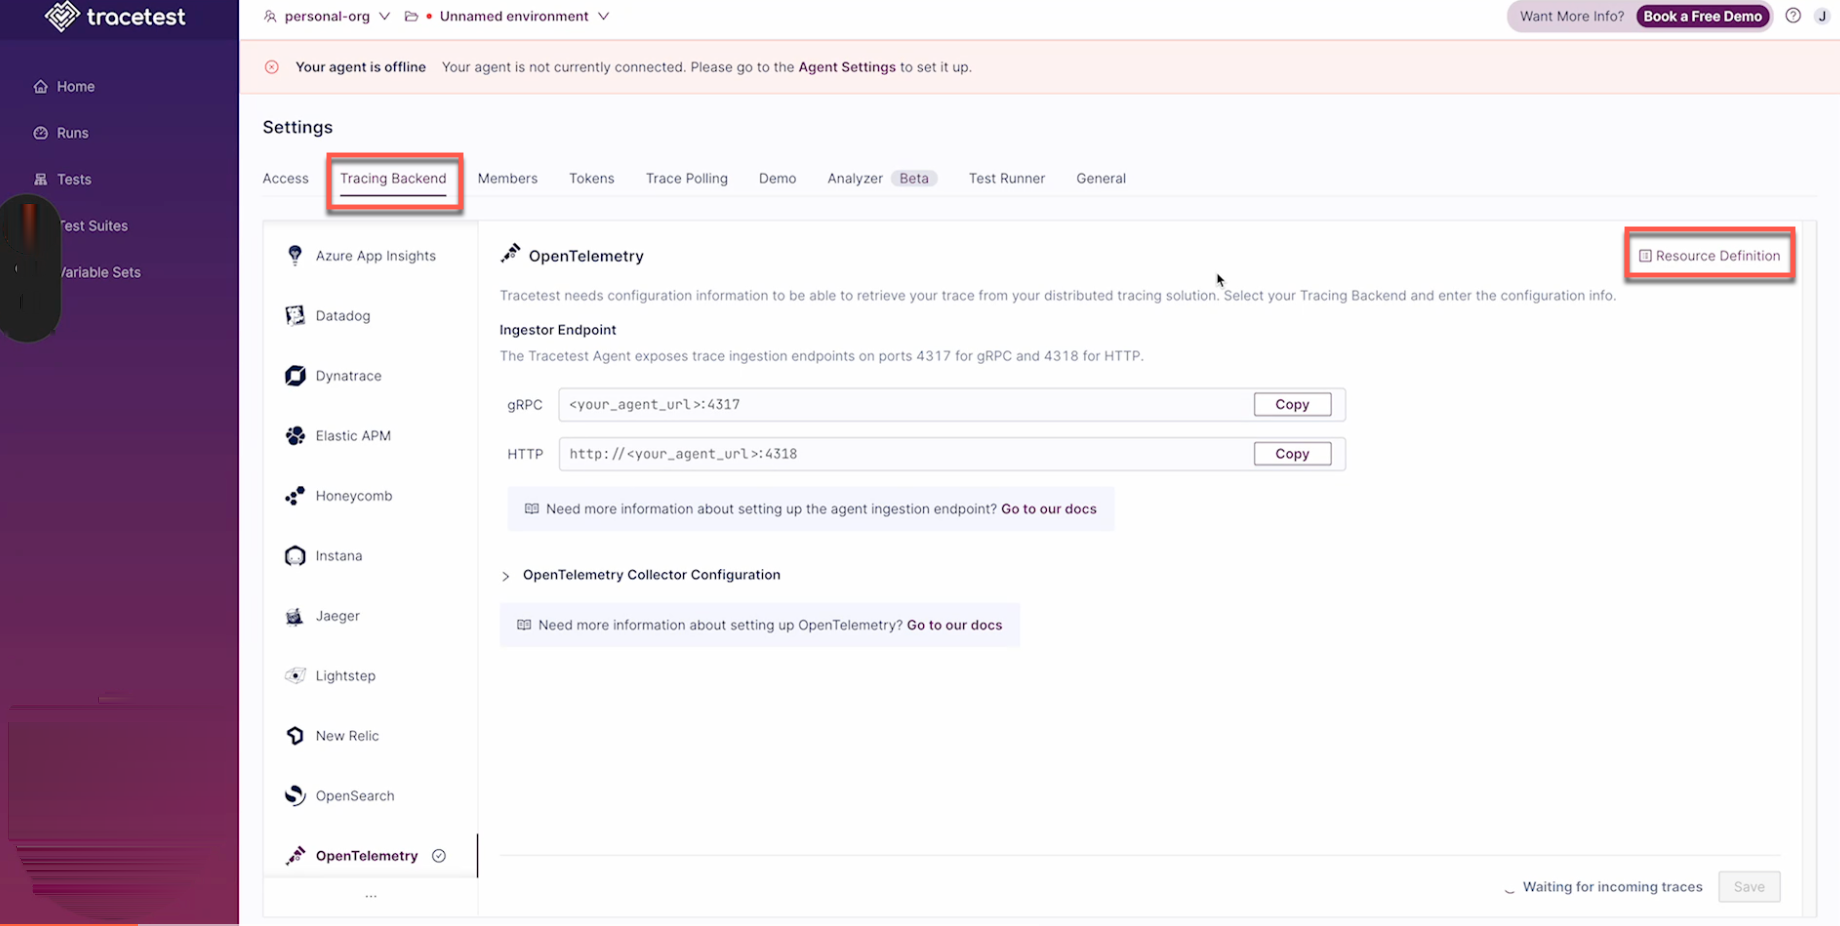 tracetest
personal-org
Unnamed environment
Want More Info?
Book a Free Demo
J
Your agent is offline Your agent is not currently connected. Please go to the Agent Settings to set it up.
Home
Runs
Tests
Test Suites
Variable Sets
Settings
Access
Tracing Backend
Members
Tokens
Trace Polling
Demo
Analyzer Beta
Test Runner
General
Azure App Insights
Datadog
Dynatrace
Elastic APM
Honeycomb
Instana
Jaeger
Lightstep
New Relic
OpenSearch
OpenTelemetry
...
OpenTelemetry
Resource Definition
Tracetest needs configuration information to be able to retrieve your trace from your distributed tracing solution. Select your Tracing Backend and enter the configuration info.
Ingestor Endpoint
The Tracetest Agent exposes trace ingestion endpoints on ports 4317 for gRPC and 4318 for HTTP.
gRPC <your_agent_url>:4317 Copy
HTTP http://<your_agent_url>:4318 Copy
Need more information about setting up the agent ingestion endpoint? Go to our docs
OpenTelemetry Collector Configuration
Need more information about setting up OpenTelemetry? Go to our docs
Waiting for incoming traces
Save